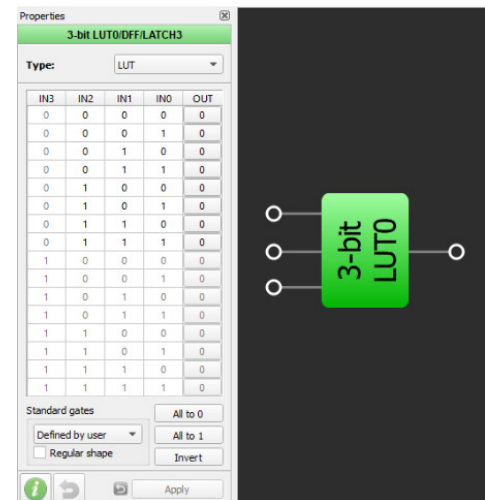 Properties
3-bit LUT0/DFF/LATCH3
Type: LUT
IN3 IN2 IN1 IN0 OUT
0 0 0 0 0
0 0 0 1 0
0 0 1 0 0
0 0 1 1 0
0 1 0 0 0
0 1 0 1 0
0 1 1 0 0
0 1 1 1 0
1 0 0 0 0
1 0 0 1 0
1 0 1 0 0
1 0 1 1 0
1 1 0 0 0
1 1 0 1 0
1 1 1 0 0
1 1 1 1 0
Standard gates
All to 0
Defined by user
All to 1
Regular shape
Invert
Apply
3-bit
LUT0